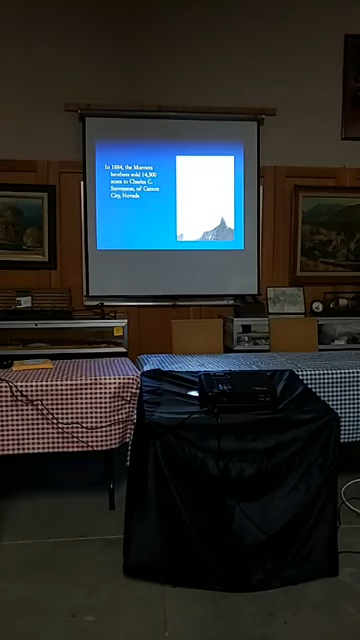 In 1884, the Murrieta
brothers sold 14,500
acres to Charles C.
Stevenson, of Carson
City, Nevada